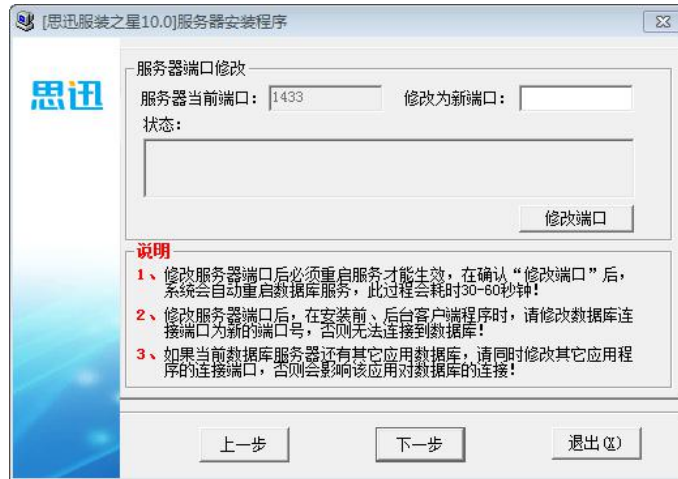 [思迅服装之星10.0]服务器安装程序
思迅
服务器端口修改
服务器当前端口： 1433 修改为新端口：
状态：
修改端口
说明
1、修改服务器端口后必须重启服务才能生效，在确认“修改端口”后，
系统会自动重启数据库服务，此过程会耗时30-60秒钟！
2、修改服务器端口后，在安装前、后台客户端程序时，请修改数据库连
接端口为新的端口号，否则无法连接到数据库！
3、如果当前数据库服务器还有其它应用数据库，请同时修改其它应用程
序的连接端口，否则会影响该应用对数据库的连接！
上一步 下一步 退出(X)